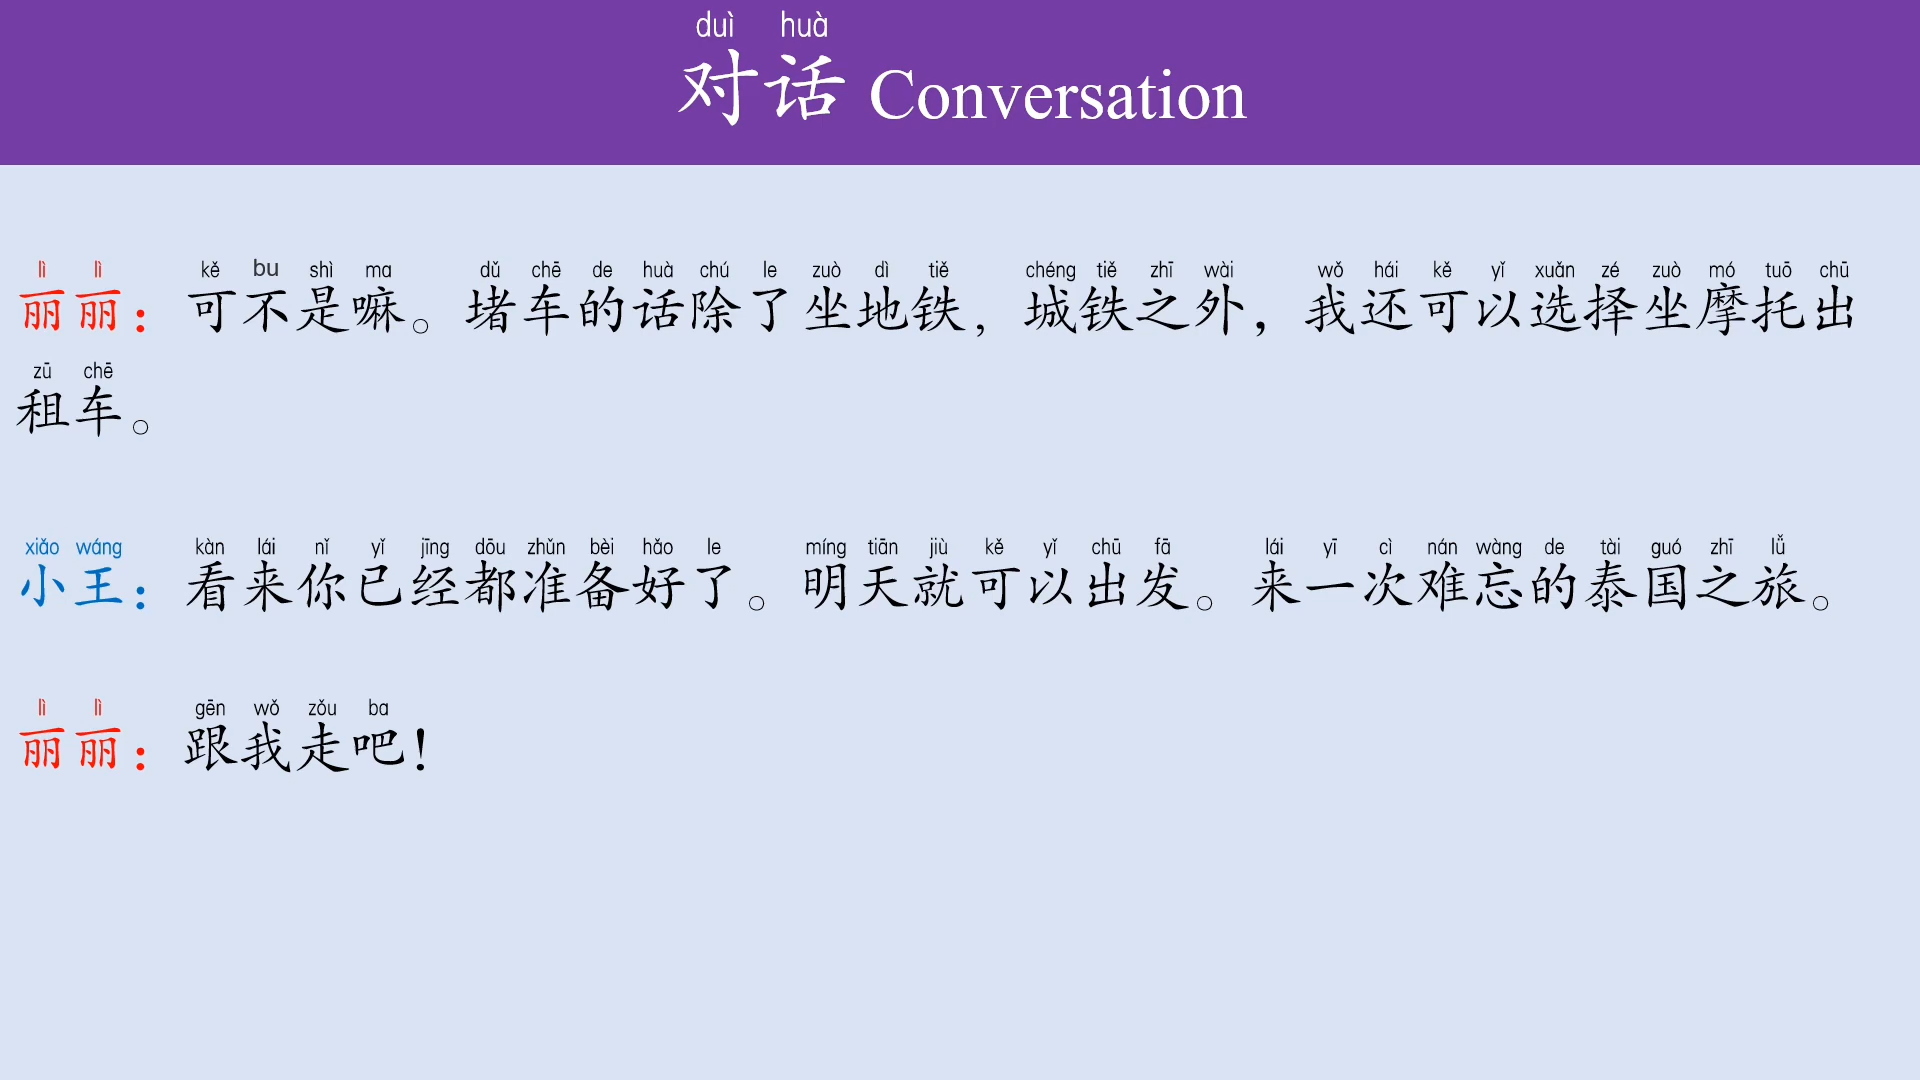 duì huà
对话 Conversation
lì lì kě bu shì ma dǔ chē de huà chú le zuò dì tiě chéng tiě zhī wài wǒ hái kě yǐ xuǎn zé zuò mó tuō chū
丽丽：可不是嘛。堵车的话除了坐地铁，城铁之外，我还可以选择坐摩托出
zū chē
租车。
xiǎo wáng kàn lái nǐ yǐ jīng dōu zhǔn bèi hǎo le míng tiān jiù kě yǐ chū fā lái yī cì nán wàng de tài guó zhī lǚ
小王：看来你已经都准备好了。明天就可以出发。来一次难忘的泰国之旅。
lì lì gēn wǒ zǒu ba
丽丽：跟我走吧！